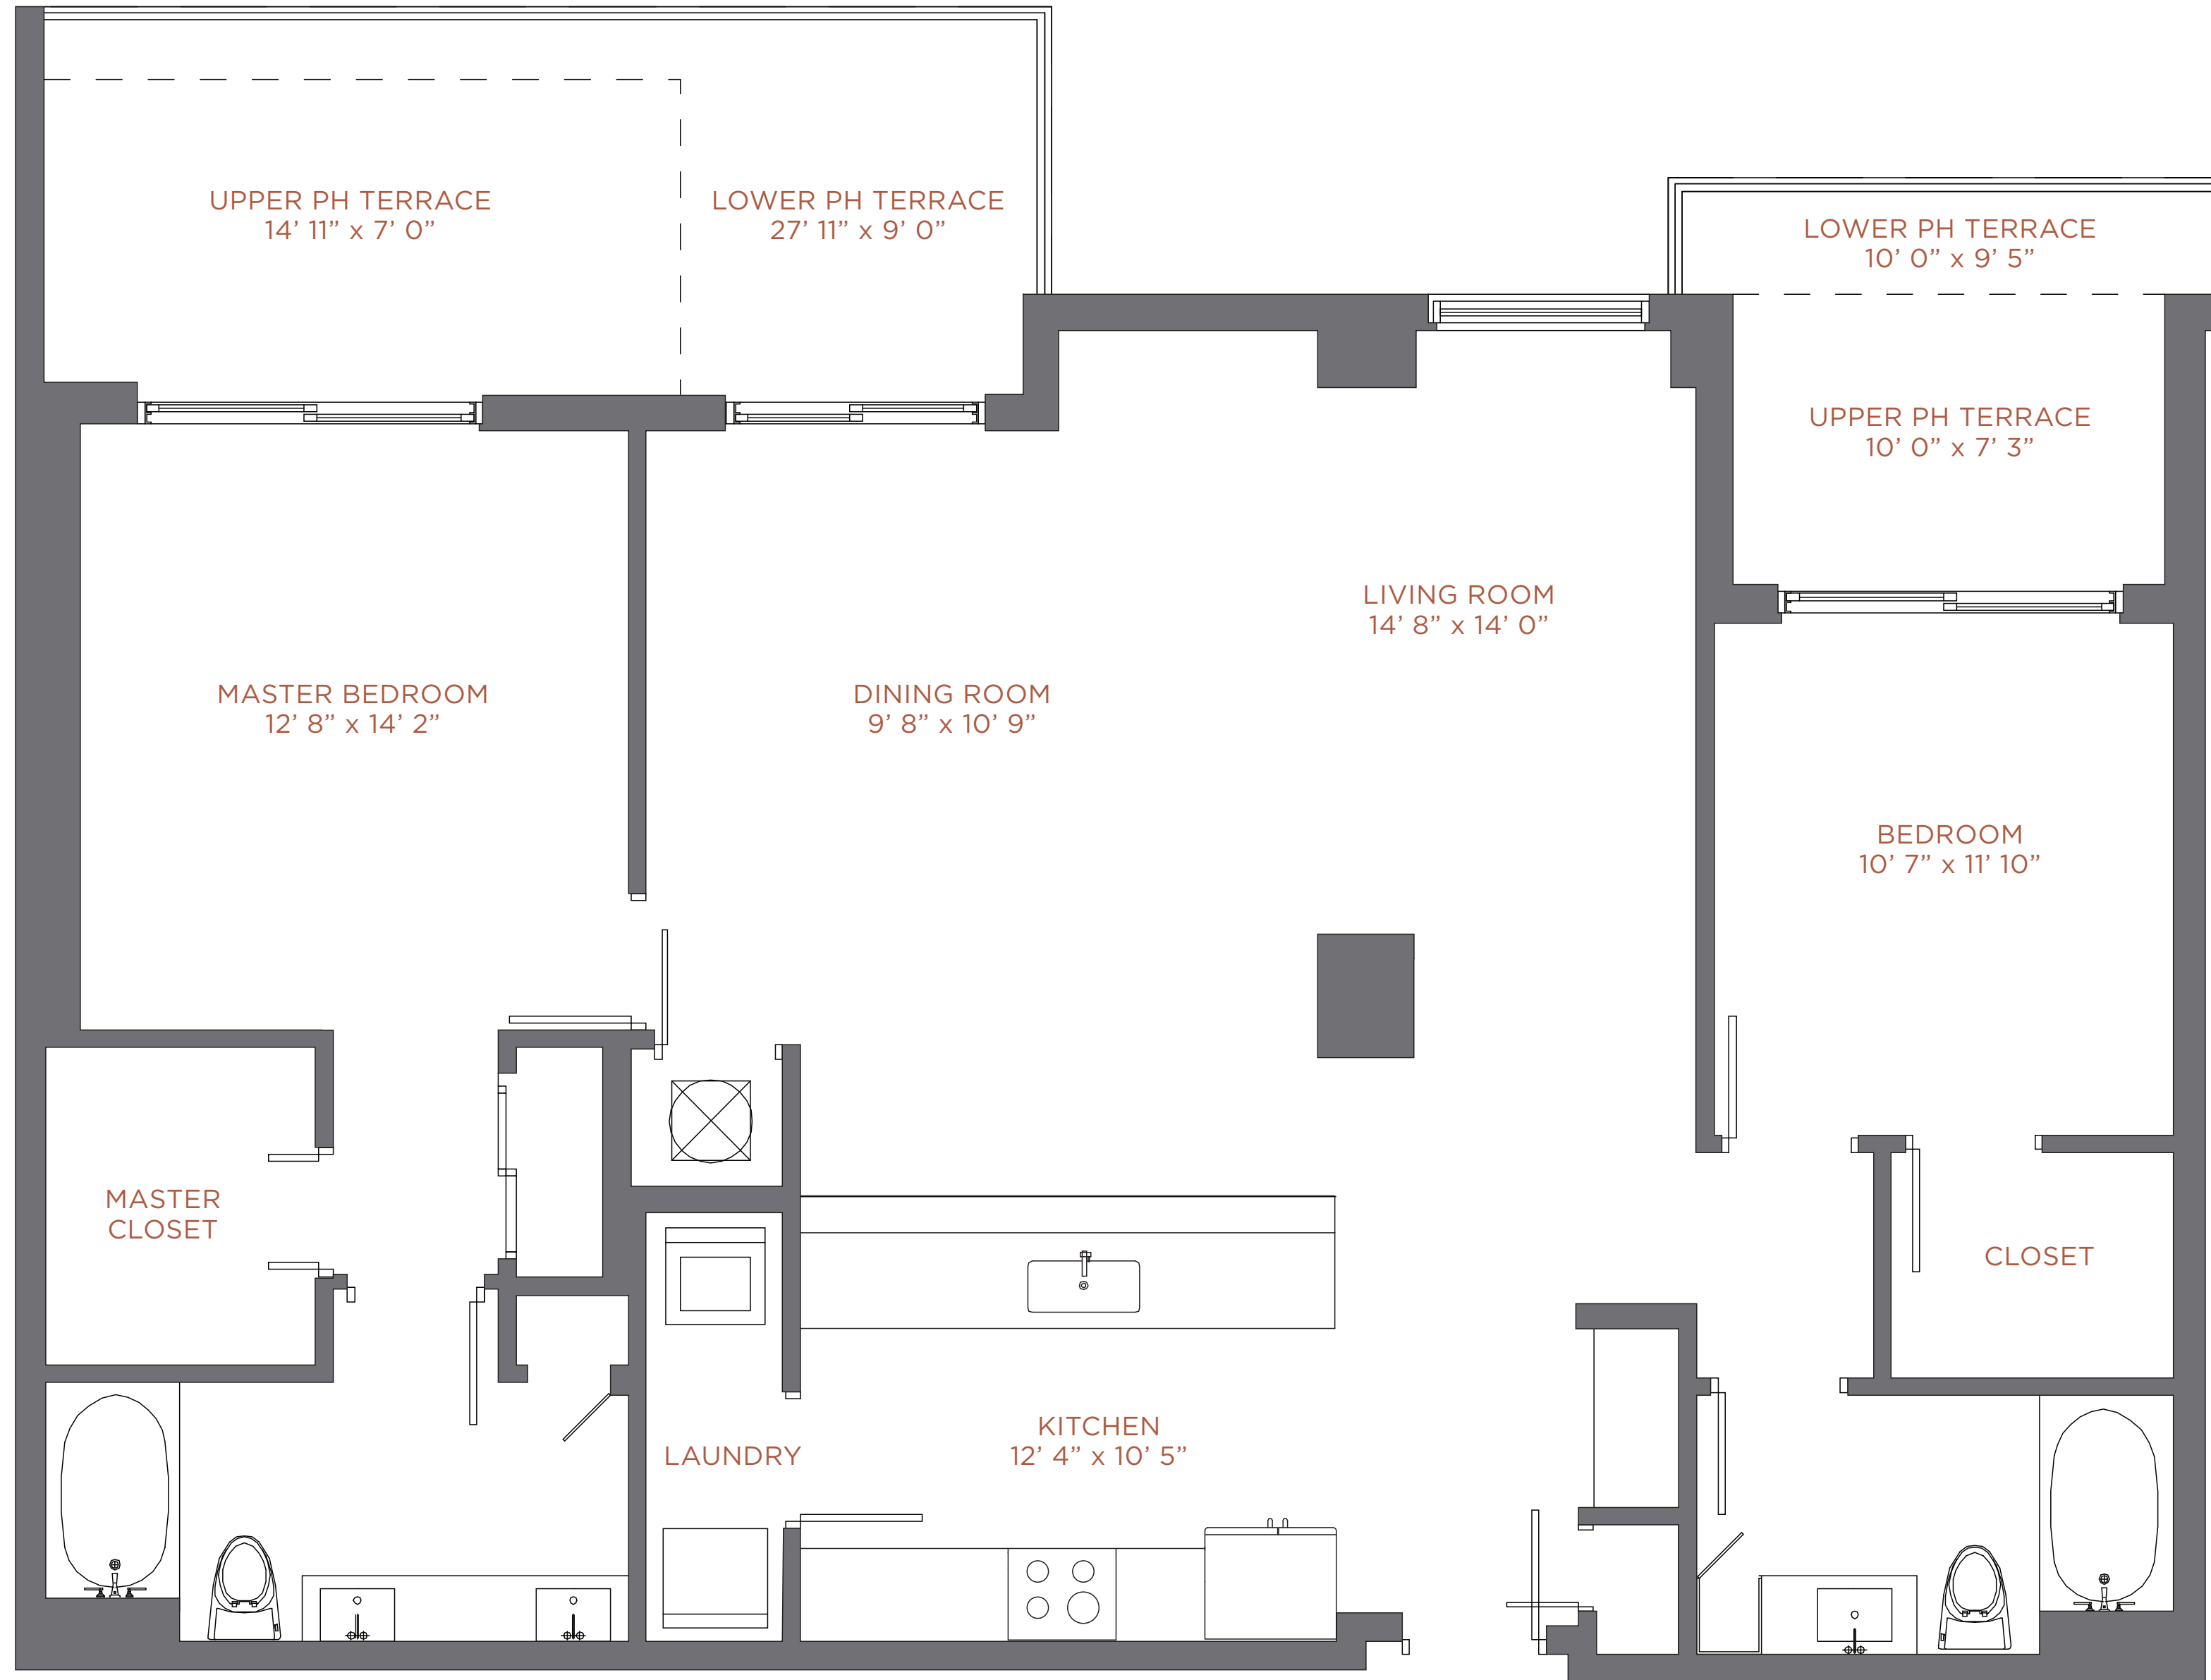 UPPER PH TERRACE
14’ 11” x 7’ 0”
LOWER PH TERRACE
27’ 11” x 9’ 0”
LOWER PH TERRACE
10’ 0” x 9’ 5”
UPPER PH TERRACE
10’ 0” x 7’ 3”
LIVING ROOM
14’ 8” x 14’ 0”
MASTER BEDROOM
12’ 8” x 14’ 2”
DINING ROOM
9’ 8” x 10’ 9”
BEDROOM
10’ 7” x 11’ 10”
MASTER
CLOSET
CLOSET
LAUNDRY
KITCHEN
12’ 4” x 10’ 5”